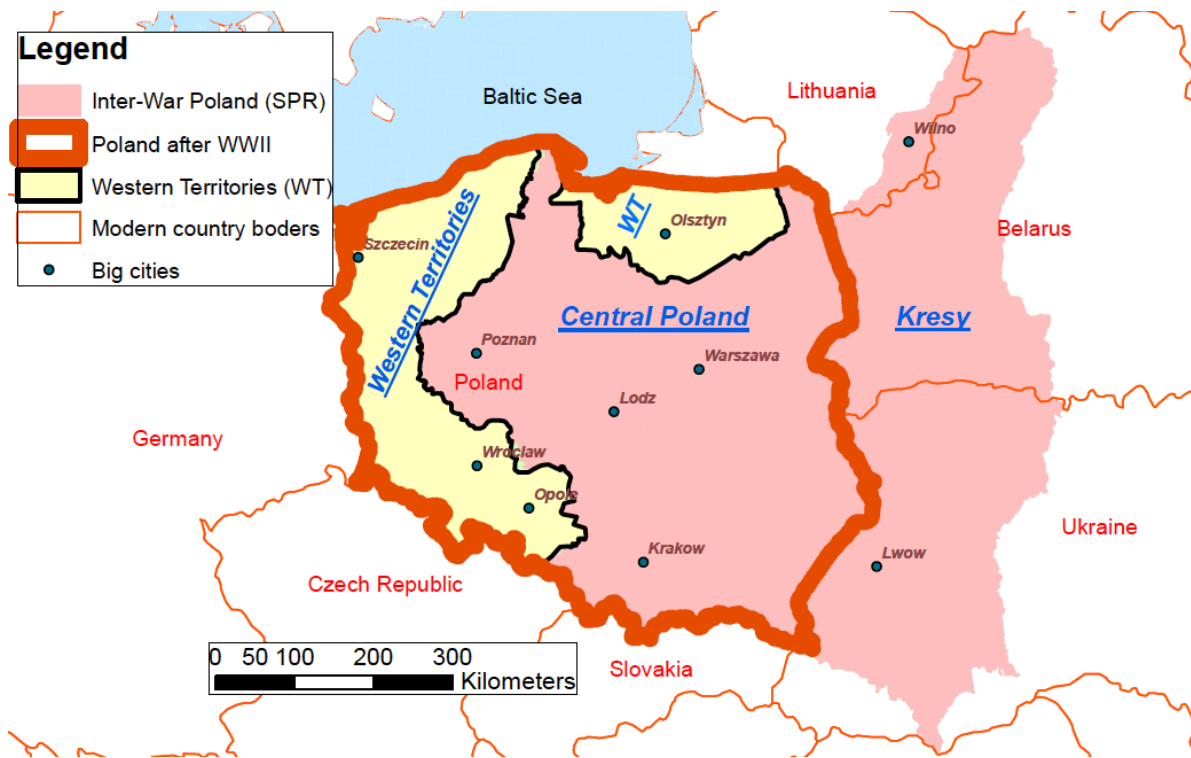 Legend
Inter-War Poland (SPR)
Poland after WWII
Western Territories (WT)
Modern country boders
Big cities
Baltic Sea
Lithuania
Wilno
Belarus
Szczecin
Western Territories
WT
Olsztyn
Central Poland
Kresy
Poznan
Warszawa
Poland
Lodz
Germany
Wroclaw
Opole
Ukraine
Krakow
Lwow
Czech Republic
Slovakia
0 50 100 200 300
Kilometers